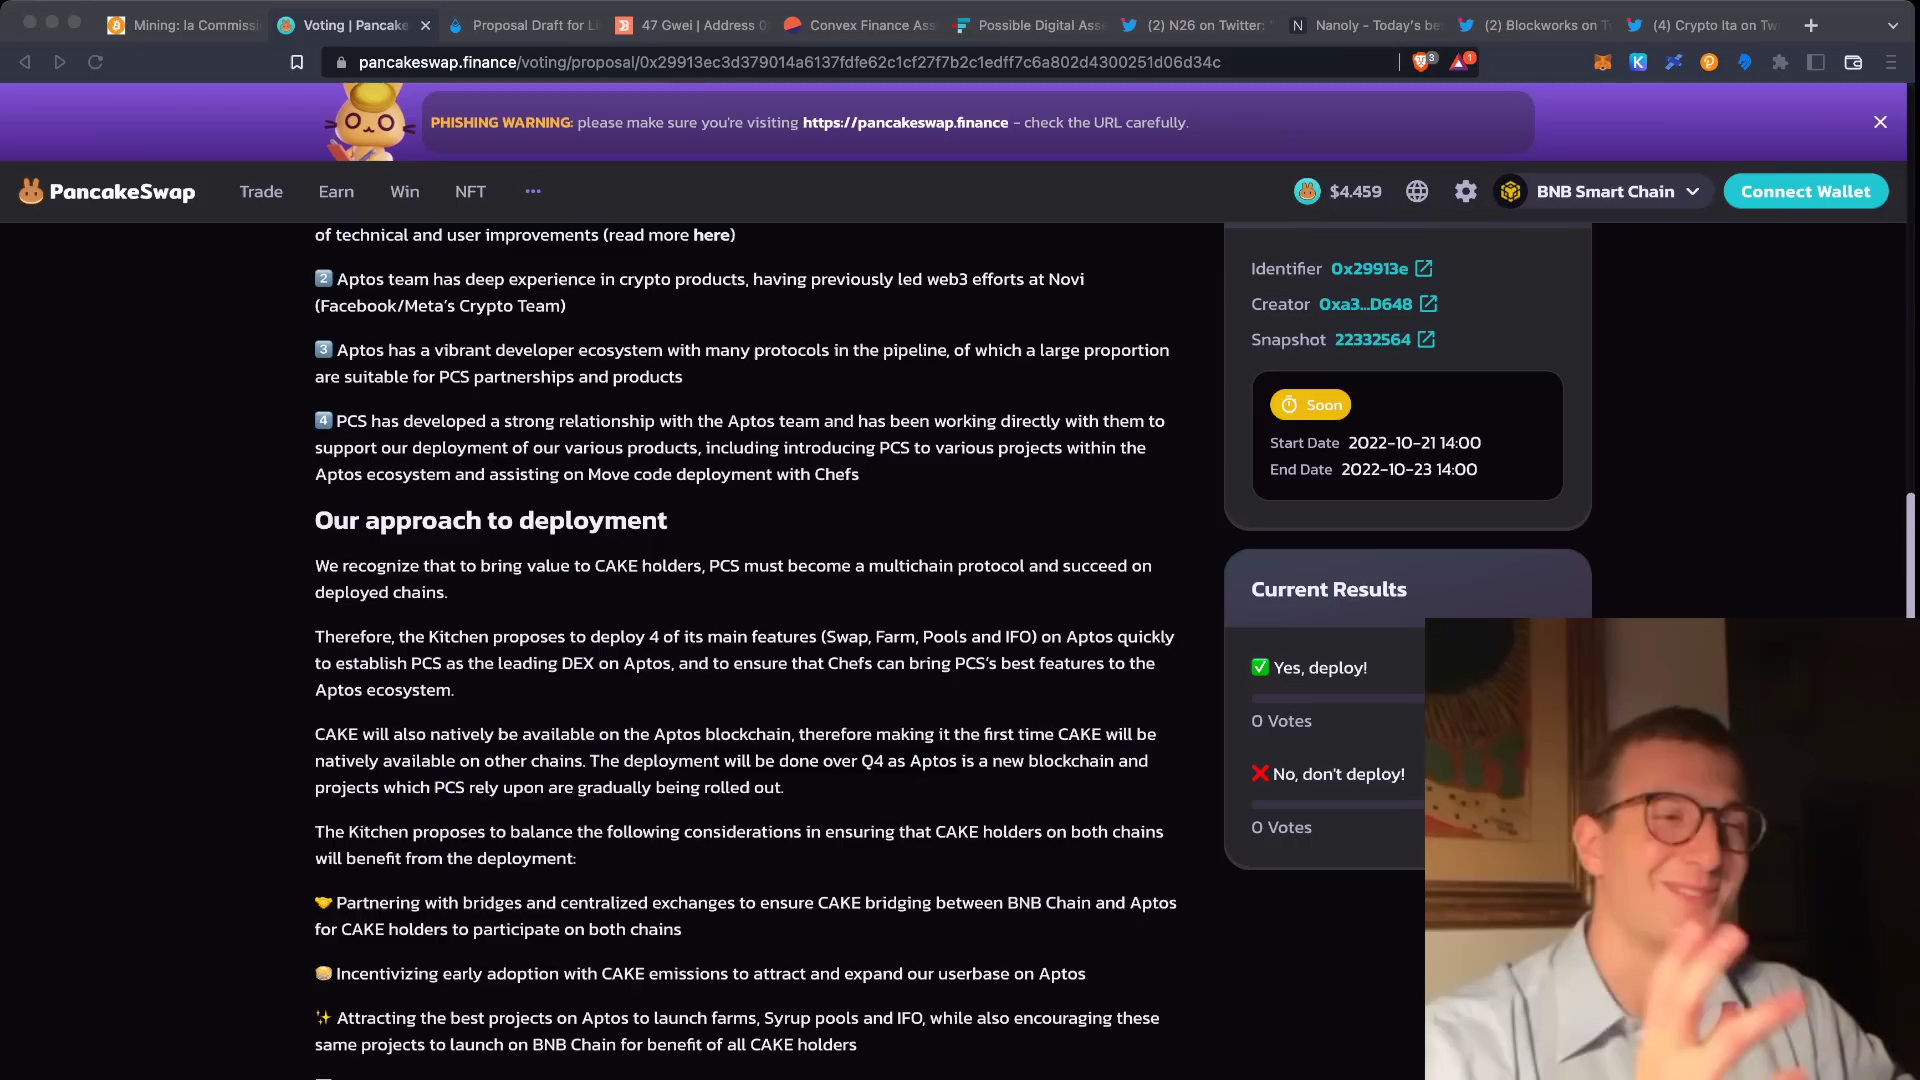 Mining: la Commissi
Voting | Pancake
Proposal Draft for Li
47 Gwei | Address 0
Convex Finance Ass
Possible Digital Asse
(2) N26 on Twitter:
Nanoly - Today's be
(2) Blockworks on T
(4) Crypto Ita on Tw
pancakeswap.finance/voting/proposal/0x29913ec3d379014a6137fdfe62c1cf27f7b2c1edff7c6a802d4300251d06d34c
3
1
PHISHING WARNING: please make sure you're visiting https://pancakeswap.finance - check the URL carefully.
PancakeSwap
Trade
Earn
Win
NFT
$4.459
BNB Smart Chain
Connect Wallet
of technical and user improvements (read more here)
2 Aptos team has deep experience in crypto products, having previously led web3 efforts at Novi
(Facebook/Meta's Crypto Team)
3 Aptos has a vibrant developer ecosystem with many protocols in the pipeline, of which a large proportion
are suitable for PCS partnerships and products
4 PCS has developed a strong relationship with the Aptos team and has been working directly with them to
support our deployment of our various products, including introducing PCS to various projects within the
Aptos ecosystem and assisting on Move code deployment with Chefs
Our approach to deployment
We recognize that to bring value to CAKE holders, PCS must become a multichain protocol and succeed on
deployed chains.
Therefore, the Kitchen proposes to deploy 4 of its main features (Swap, Farm, Pools and IFO) on Aptos quickly
to establish PCS as the leading DEX on Aptos, and to ensure that Chefs can bring PCS's best features to the
Aptos ecosystem.
CAKE will also natively be available on the Aptos blockchain, therefore making it the first time CAKE will be
natively available on other chains. The deployment will be done over Q4 as Aptos is a new blockchain and
projects which PCS rely upon are gradually being rolled out.
The Kitchen proposes to balance the following considerations in ensuring that CAKE holders on both chains
will benefit from the deployment:
🤝 Partnering with bridges and centralized exchanges to ensure CAKE bridging between BNB Chain and Aptos
for CAKE holders to participate on both chains
🥞 Incentivizing early adoption with CAKE emissions to attract and expand our userbase on Aptos
✨ Attracting the best projects on Aptos to launch farms, Syrup pools and IFO, while also encouraging these
same projects to launch on BNB Chain for benefit of all CAKE holders
Identifier 0x29913e
Creator 0xa3...D648
Snapshot 22332564
Soon
Start Date 2022-10-21 14:00
End Date 2022-10-23 14:00
Current Results
✅ Yes, deploy!
0 Votes
❌ No, don't deploy!
0 Votes